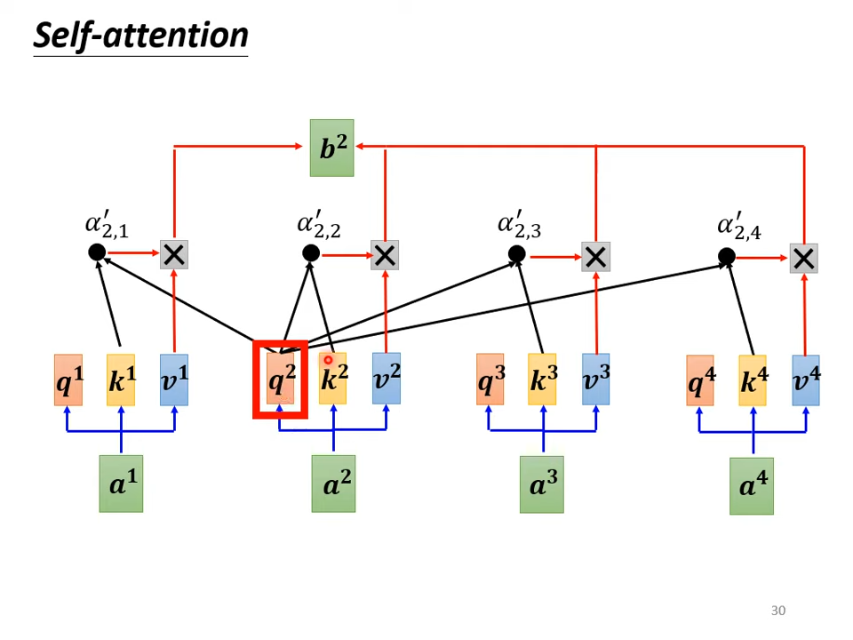 Self-attention
b²
α′₂,₁ α′₂,₂ α′₂,₃ α′₂,₄
q¹ k¹ v¹ q² k² v² q³ k³ v³ q⁴ k⁴ v⁴
a¹ a² a³ a⁴
30